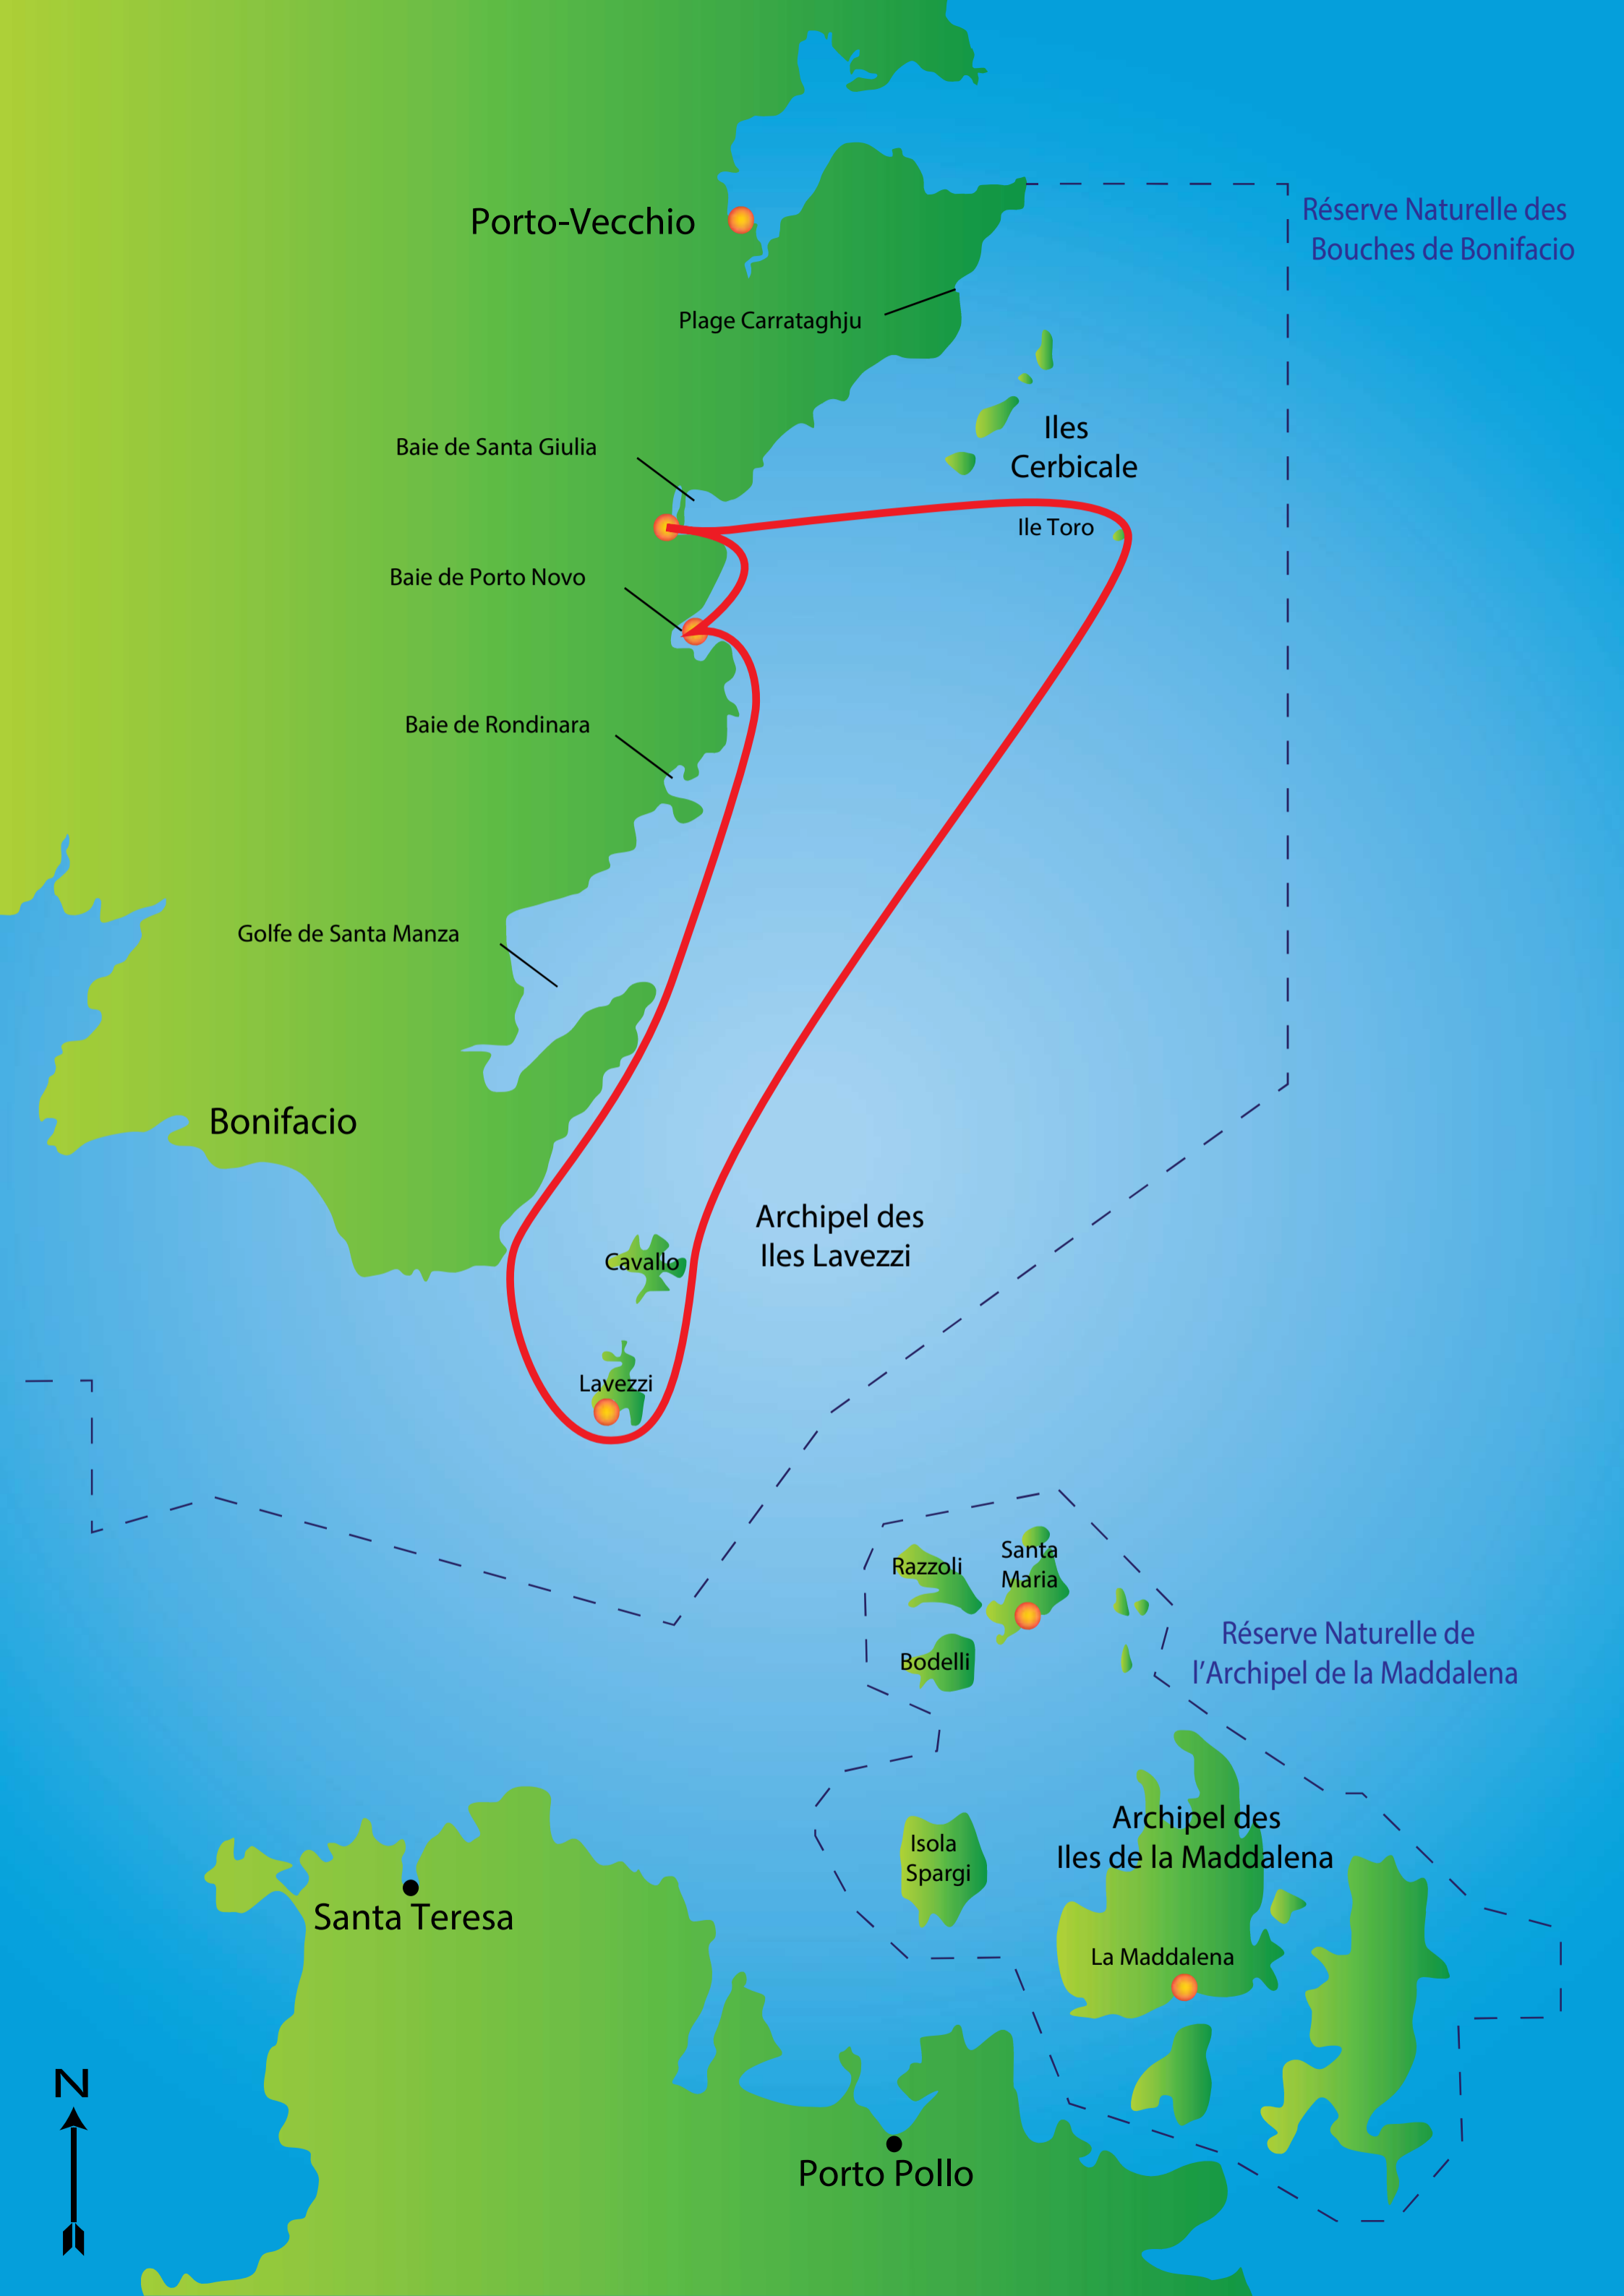 Réserve Naturelle des
Bouches de Bonifacio
Porto-Vecchio
Plage Carrataghju
Iles
Cerbicale
Baie de Santa Giulia
Ile Toro
Baie de Porto Novo
Baie de Rondinara
Golfe de Santa Manza
Bonifacio
Archipel des
Iles Lavezzi
Cavallo
Lavezzi
Razzoli
Santa
Maria
Bodelli
Réserve Naturelle de
l'Archipel de la Maddalena
Archipel des
Iles de la Maddalena
Isola
Spargi
Santa Teresa
La Maddalena
N
Porto Pollo